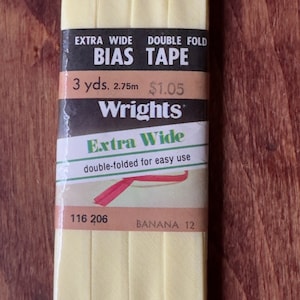 EXTRA WIDE DOUBLE FOLD
BIAS TAPE
3 yds. 2.75m $1.05
Wrights®
Extra Wide
double-folded for easy use
116 206
BANANA 12